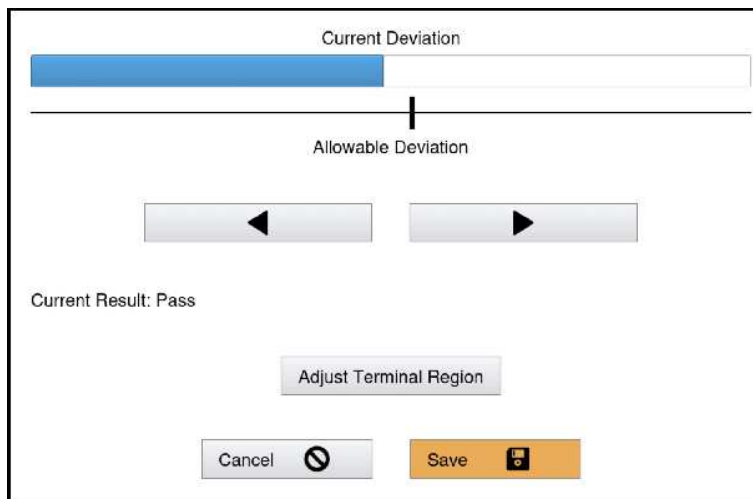 Current Deviation
Allowable Deviation
Current Result: Pass
Adjust Terminal Region
Cancel
Save